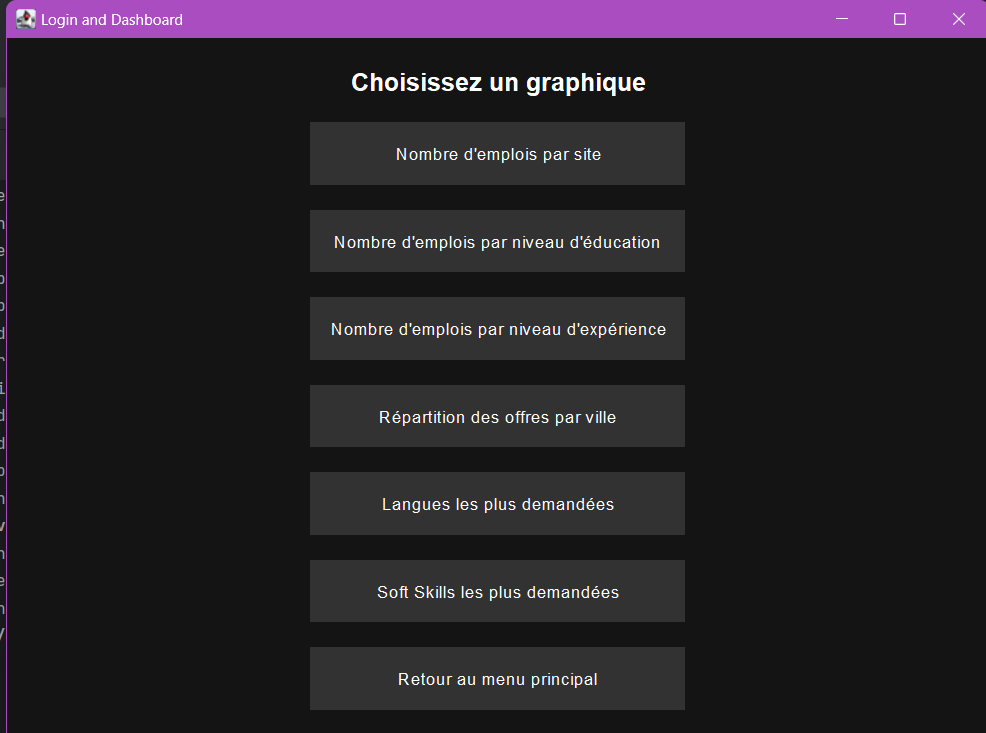 Login and Dashboard
Choisissez un graphique
Nombre d'emplois par site
Nombre d'emplois par niveau d'éducation
Nombre d'emplois par niveau d'expérience
Répartition des offres par ville
Langues les plus demandées
Soft Skills les plus demandées
Retour au menu principal